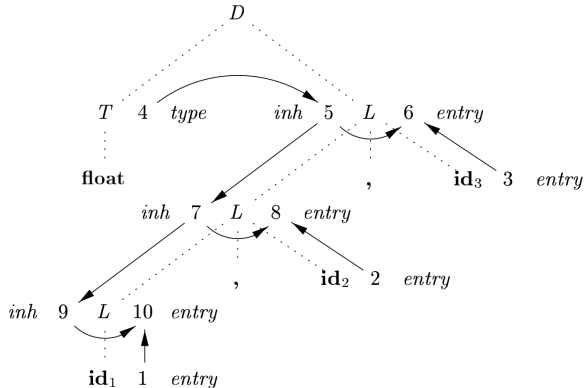 D
T 4 type inh 5 L 6 entry
float , id3 3 entry
inh 7 L 8 entry
, id2 2 entry
inh 9 L 10 entry
id1 1 entry